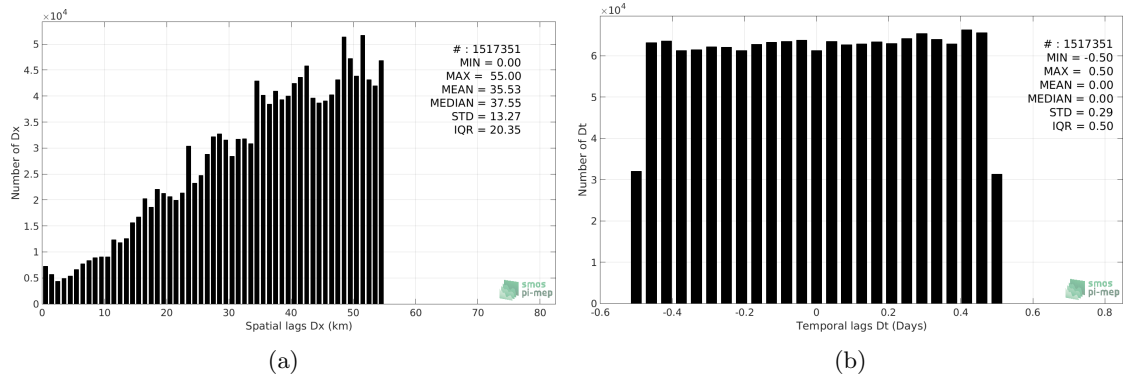 ×10⁴
5
4.5
4
3.5
3
2.5
2
1.5
1
0.5
0
Number of Dx
# : 1517351
MIN = 0.00
MAX = 55.00
MEAN = 35.53
MEDIAN = 37.55
STD = 13.27
IQR = 20.35
smos
pi-mep
0 10 20 30 40 50 60 70 80
Spatial lags Dx (km)
(a)
×10⁴
6
5
4
3
2
1
0
Number of Dt
# : 1517351
MIN = -0.50
MAX = 0.50
MEAN = 0.00
MEDIAN = 0.00
STD = 0.29
IQR = 0.50
smos
pi-mep
-0.6 -0.4 -0.2 0 0.2 0.4 0.6 0.8
Temporal lags Dt (Days)
(b)